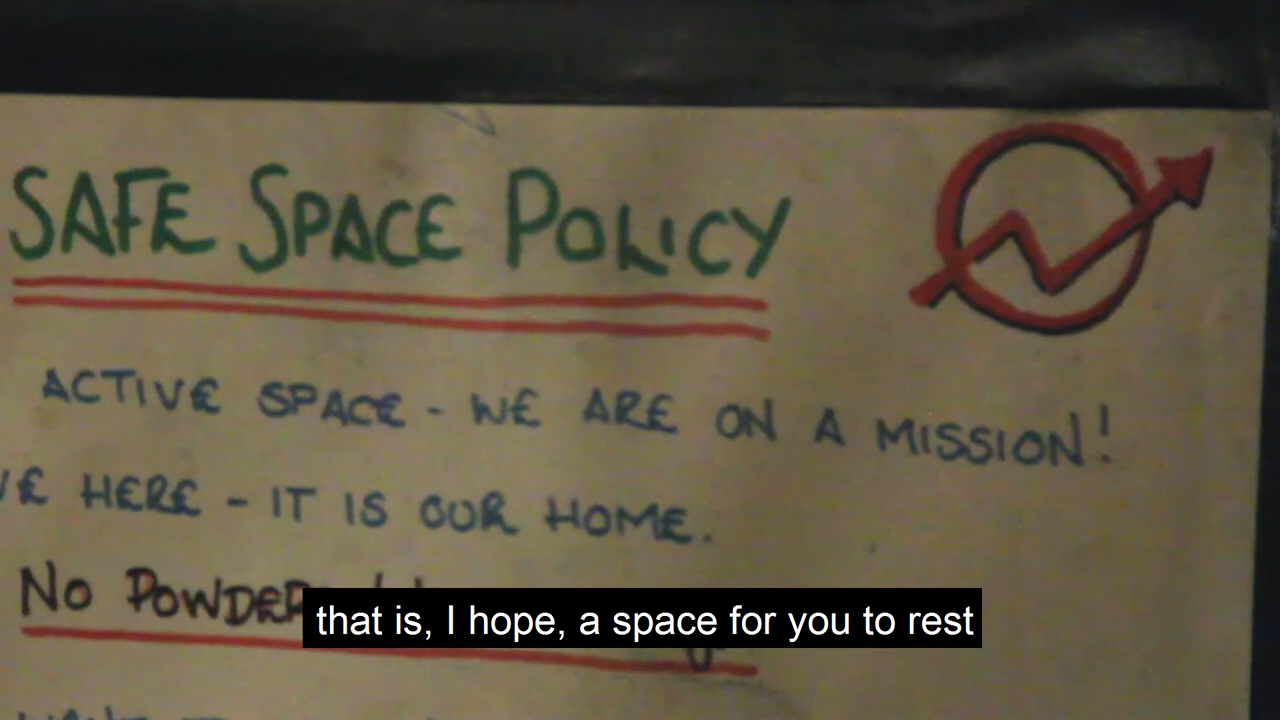 SAFE SPACE POLICY
ACTIVE SPACE - WE ARE ON A MISSION!
HERE - IT IS OUR HOME.
NO
that is, I hope, a space for you to rest